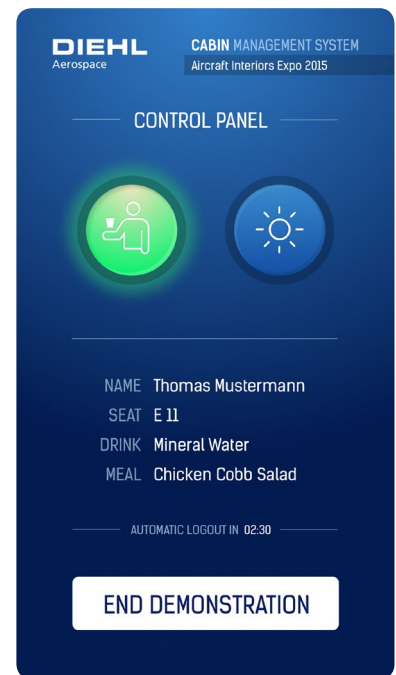 DIEHL
Aerospace
CABIN MANAGEMENT SYSTEM
Aircraft Interiors Expo 2015
CONTROL PANEL
NAME Thomas Mustermann
SEAT E 11
DRINK Mineral Water
MEAL Chicken Cobb Salad
AUTOMATIC LOGOUT IN 02:30
END DEMONSTRATION